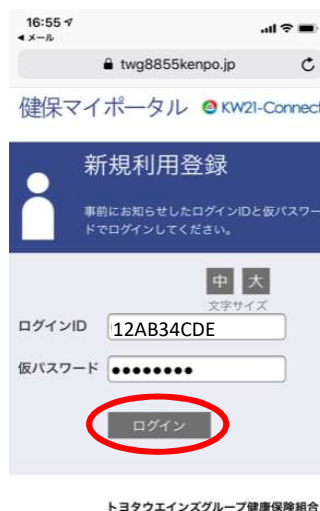 16:55
メール
twg8855kenpo.jp
健保マイポータル KW21-Connect
新規利用登録
事前にお知らせしたログインIDと仮パスワー
ドでログインしてください。
中 大
文字サイズ
ログインID 12AB34CDE
仮パスワード ●●●●●●●●
ログイン
トヨタウエインズグループ健康保険組合